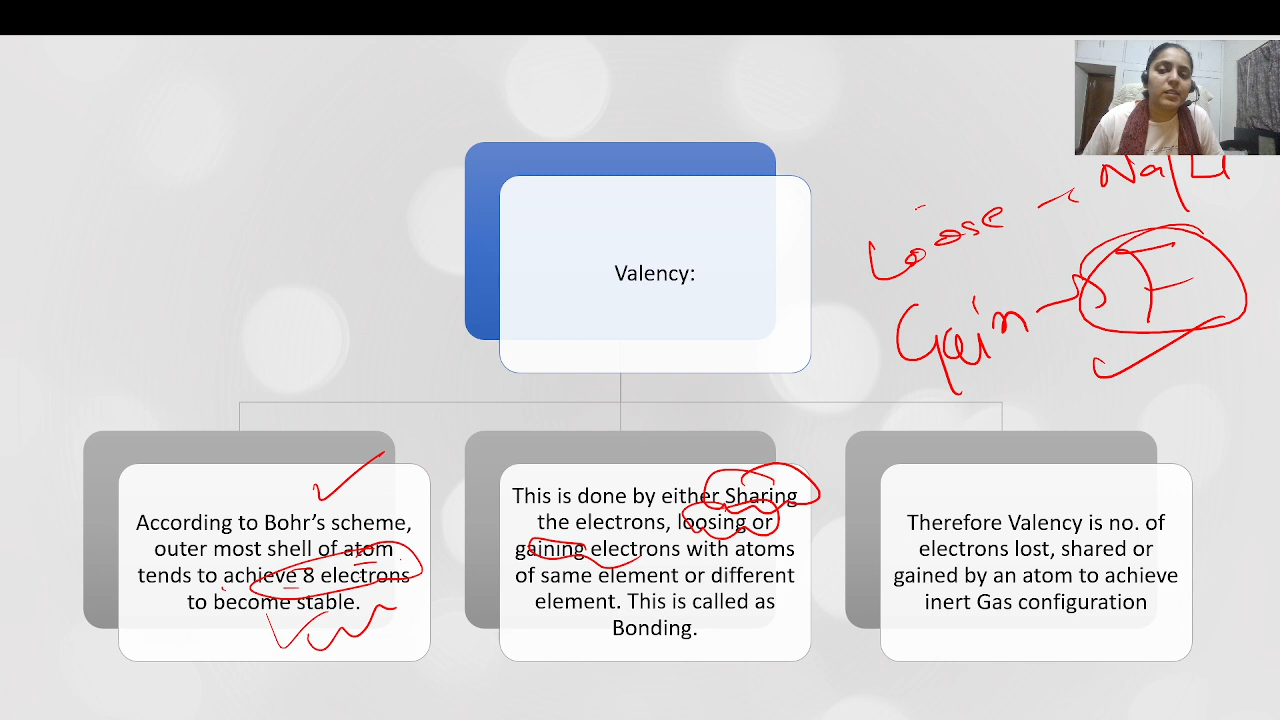 Valency:
Loose - Na/Li
Gain - F
According to Bohr's scheme,
outer most shell of atom
tends to achieve 8 electrons
to become stable.
This is done by either Sharing
the electrons, loosing or
gaining electrons with atoms
of same element or different
element. This is called as
Bonding.
Therefore Valency is no. of
electrons lost, shared or
gained by an atom to achieve
inert Gas configuration